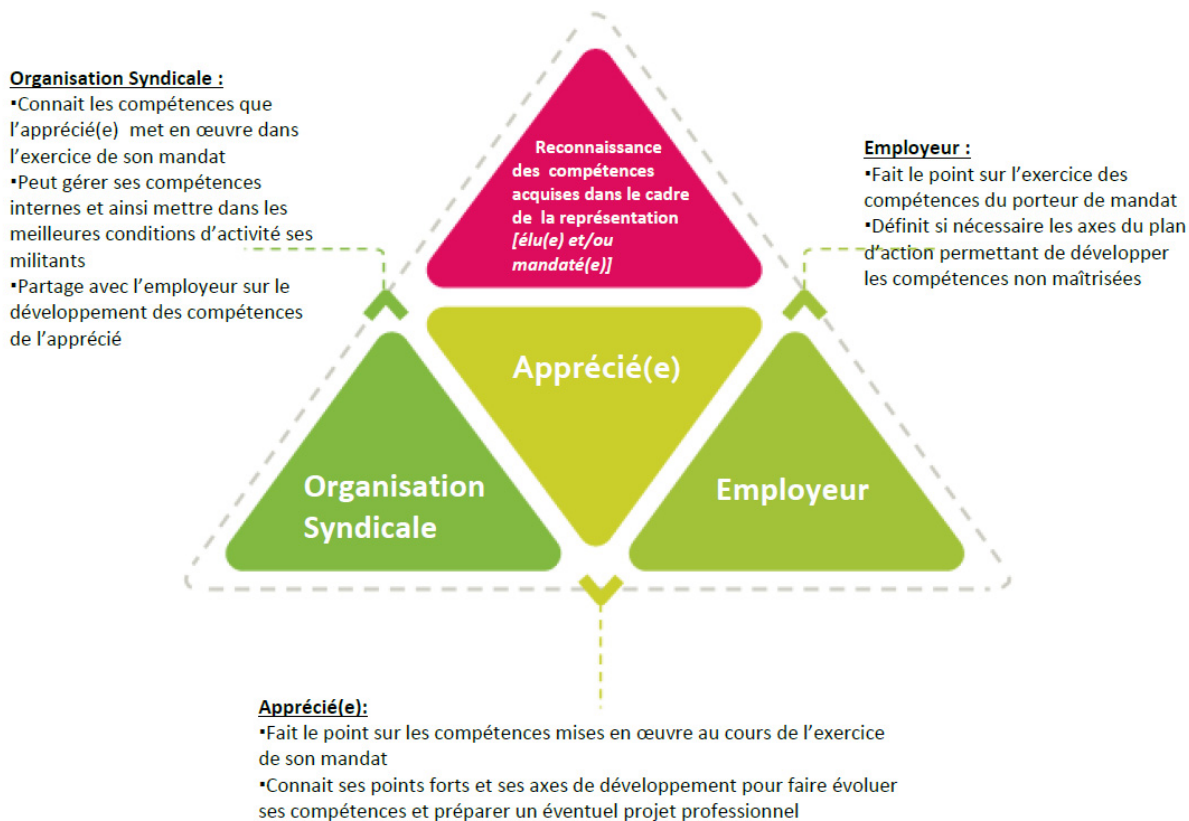 Organisation Syndicale :
▪Connait les compétences que
l'apprécié(e) met en œuvre dans
l'exercice de son mandat
▪Peut gérer ses compétences
internes et ainsi mettre dans les
meilleures conditions d'activité ses
militants
▪Partage avec l'employeur sur le
développement des compétences
de l'apprécié
Reconnaissance
des compétences
acquises dans le cadre
de la représentation
[élu(e) et/ou
mandaté(e)]
Employeur :
▪Fait le point sur l'exercice des
compétences du porteur de mandat
▪Définit si nécessaire les axes du plan
d'action permettant de développer
les compétences non maîtrisées
Apprécié(e)
Organisation
Syndicale
Employeur
Apprécié(e):
▪Fait le point sur les compétences mises en œuvre au cours de l'exercice
de son mandat
▪Connait ses points forts et ses axes de développement pour faire évoluer
ses compétences et préparer un éventuel projet professionnel